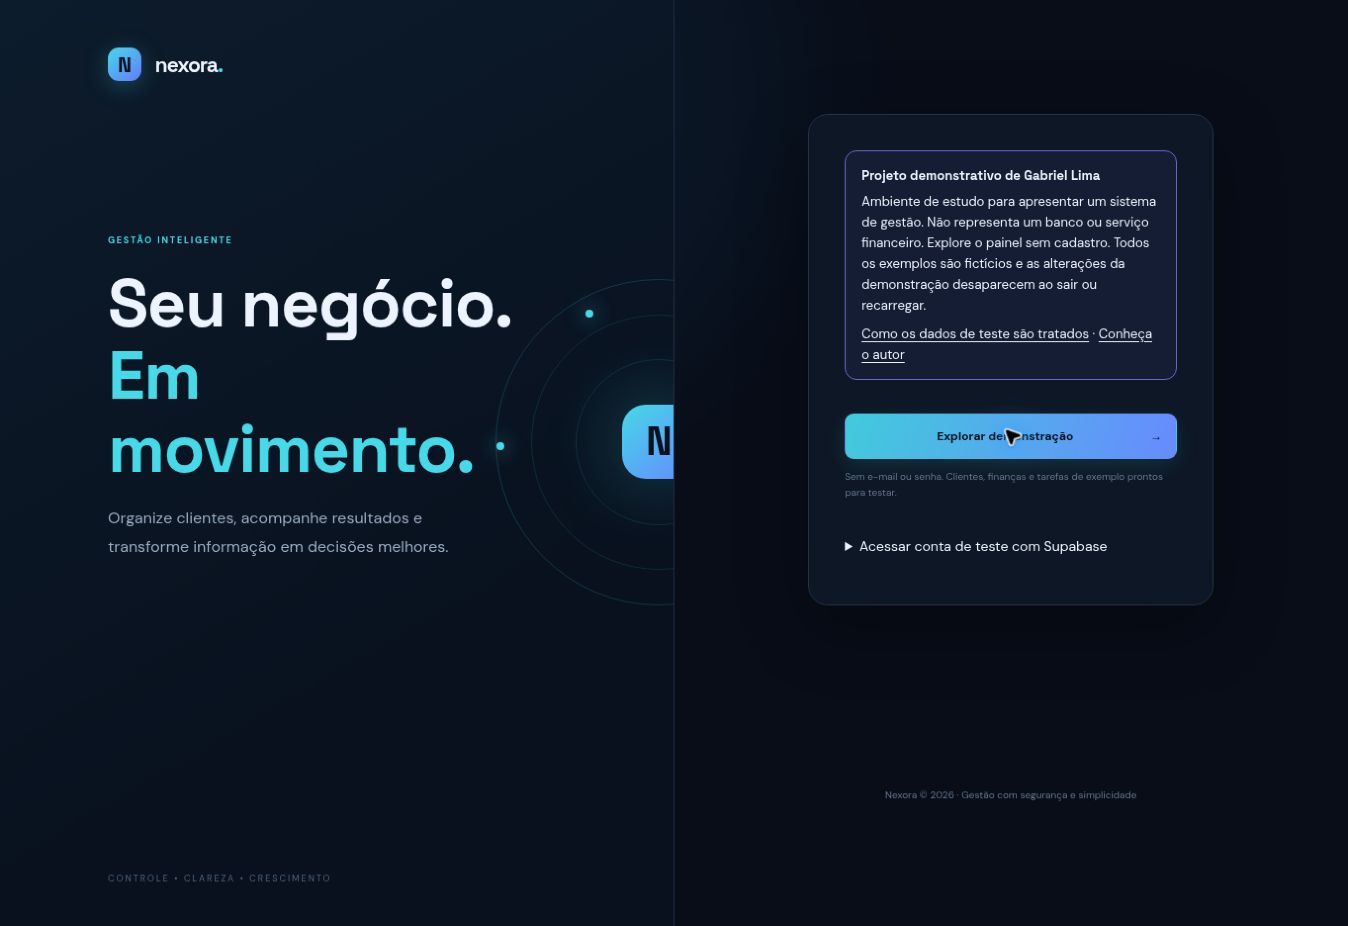 N nexora.
GESTÃO INTELIGENTE
Seu negócio.
Em
movimento.
Organize clientes, acompanhe resultados e
transforme informação em decisões melhores.
N
CONTROLE • CLAREZA • CRESCIMENTO
Projeto demonstrativo de Gabriel Lima
Ambiente de estudo para apresentar um sistema
de gestão. Não representa um banco ou serviço
financeiro. Explore o painel sem cadastro. Todos
os exemplos são fictícios e as alterações da
demonstração desaparecem ao sair ou
recarregar.
Como os dados de teste são tratados · Conheça
o autor
Explorar demonstração →
Sem e-mail ou senha. Clientes, finanças e tarefas de exemplo prontos
para testar.
▶ Acessar conta de teste com Supabase
Nexora © 2026 · Gestão com segurança e simplicidade